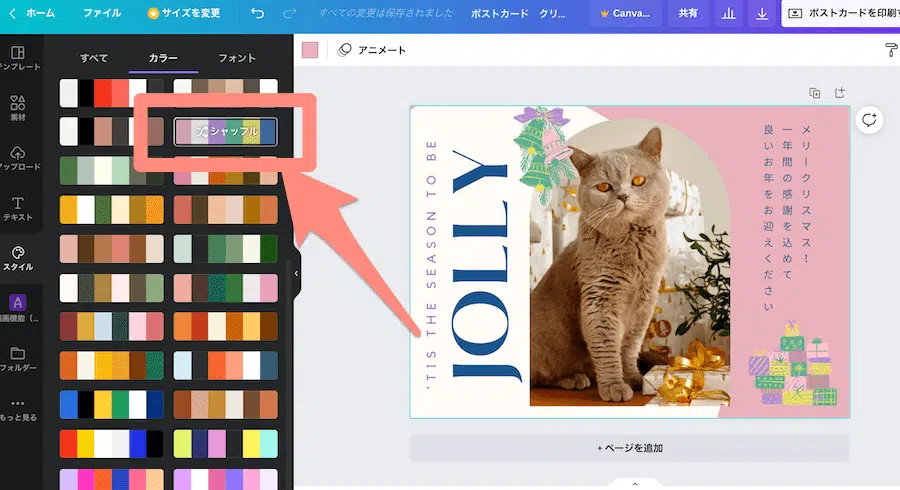 ホーム
ファイル
サイズを変更
すべての変更は保存されました
ポストカード クリ...
Canva...
共有
ポストカードを印刷す
テンプレート
素材
アップロード
テキスト
スタイル
描画機能（...
フォルダー
もっと見る
すべて
カラー
フォント
シャッフル
アニメート
'TIS THE SEASON TO BE
JOLLY
メリークリスマス！
一年間の感謝を込めて
良いお年をお迎えください
+ ページを追加